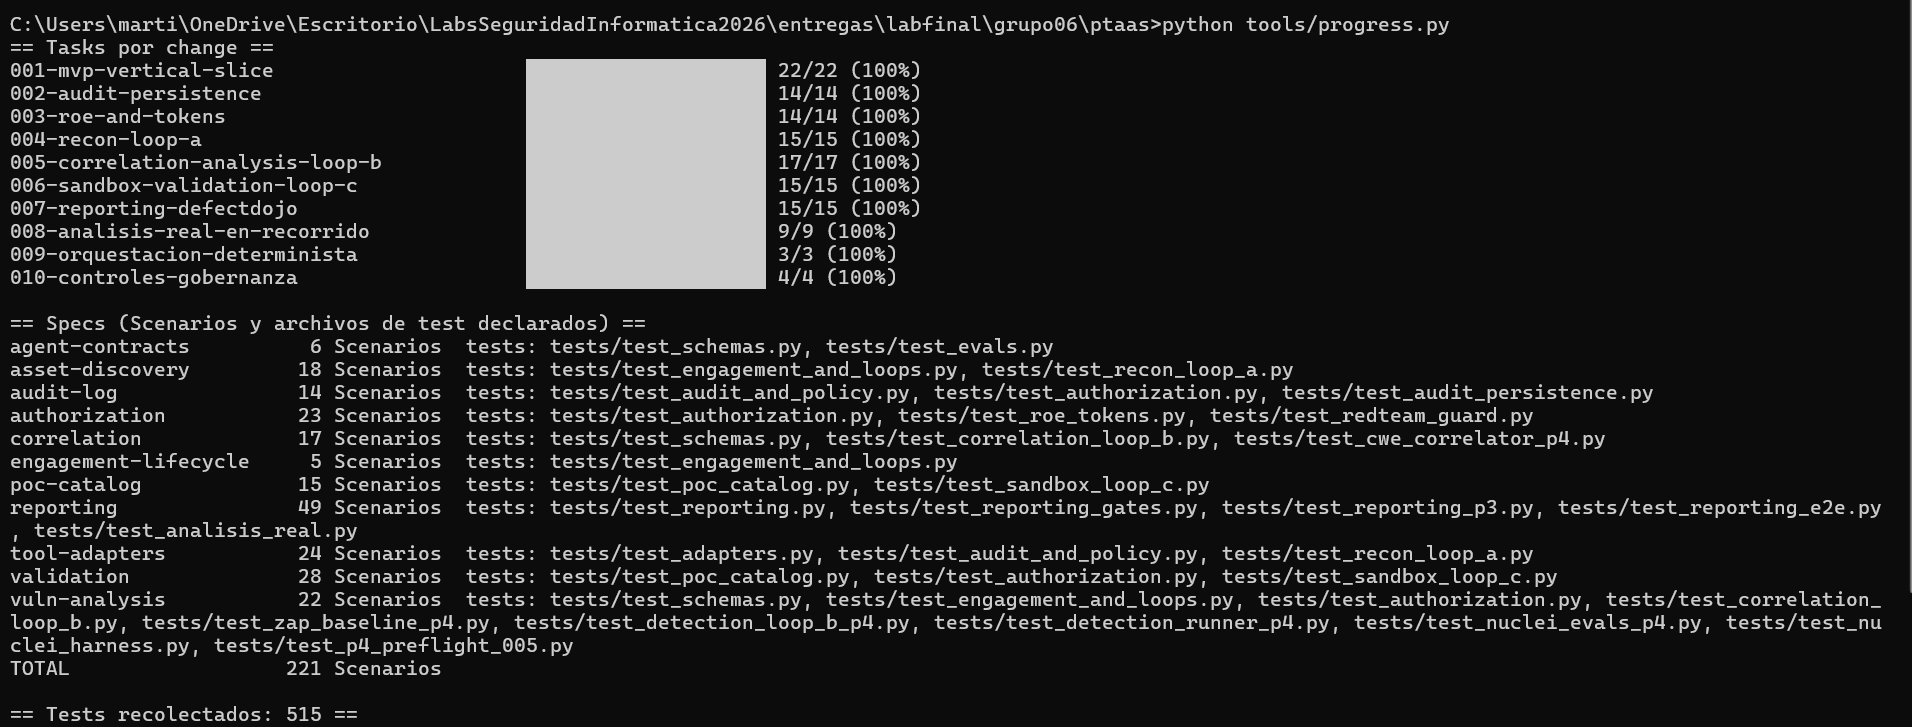 C:\Users\marti\OneDrive\Escritorio\LabsSeguridadInformatica2026\entregas\labfinal\grupo06\ptaas>python tools/progress.py
== Tasks por change ==
001-mvp-vertical-slice 22/22 (100%)
002-audit-persistence 14/14 (100%)
003-roe-and-tokens 14/14 (100%)
004-recon-loop-a 15/15 (100%)
005-correlation-analysis-loop-b 17/17 (100%)
006-sandbox-validation-loop-c 15/15 (100%)
007-reporting-defectdojo 15/15 (100%)
008-analisis-real-en-recorrido 9/9 (100%)
009-orquestacion-determinista 3/3 (100%)
010-controles-gobernanza 4/4 (100%)
== Specs (Scenarios y archivos de test declarados) ==
agent-contracts 6 Scenarios tests: tests/test_schemas.py, tests/test_evals.py
asset-discovery 18 Scenarios tests: tests/test_engagement_and_loops.py, tests/test_recon_loop_a.py
audit-log 14 Scenarios tests: tests/test_audit_and_policy.py, tests/test_authorization.py, tests/test_audit_persistence.py
authorization 23 Scenarios tests: tests/test_authorization.py, tests/test_roe_tokens.py, tests/test_redteam_guard.py
correlation 17 Scenarios tests: tests/test_schemas.py, tests/test_correlation_loop_b.py, tests/test_cwe_correlator_p4.py
engagement-lifecycle 5 Scenarios tests: tests/test_engagement_and_loops.py
poc-catalog 15 Scenarios tests: tests/test_poc_catalog.py, tests/test_sandbox_loop_c.py
reporting 49 Scenarios tests: tests/test_reporting.py, tests/test_reporting_gates.py, tests/test_reporting_p3.py, tests/test_reporting_e2e.py
, tests/test_analisis_real.py
tool-adapters 24 Scenarios tests: tests/test_adapters.py, tests/test_audit_and_policy.py, tests/test_recon_loop_a.py
validation 28 Scenarios tests: tests/test_poc_catalog.py, tests/test_authorization.py, tests/test_sandbox_loop_c.py
vuln-analysis 22 Scenarios tests: tests/test_schemas.py, tests/test_engagement_and_loops.py, tests/test_authorization.py, tests/test_correlation_
loop_b.py, tests/test_zap_baseline_p4.py, tests/test_detection_loop_b_p4.py, tests/test_detection_runner_p4.py, tests/test_nuclei_evals_p4.py, tests/test_nu
clei_harness.py, tests/test_p4_preflight_005.py
TOTAL 221 Scenarios
== Tests recolectados: 515 ==